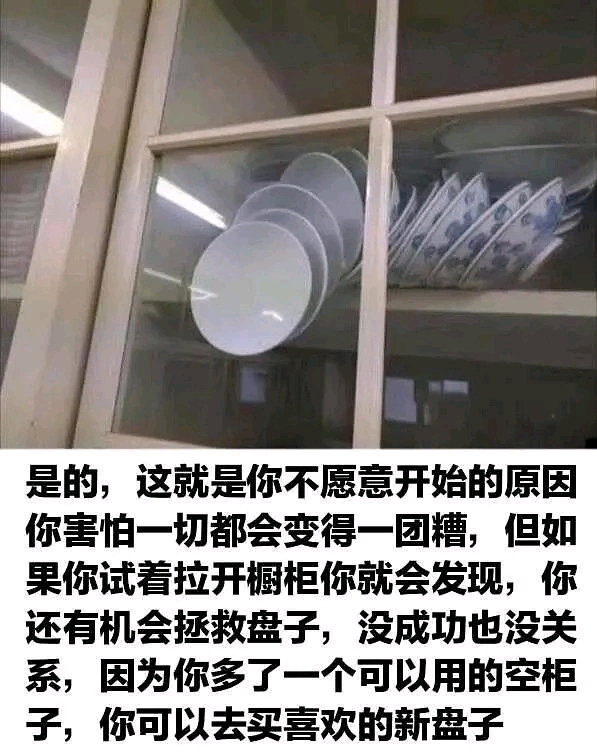 是的，这就是你不愿意开始的原因
你害怕一切都会变得一团糟，但如
果你试着拉开橱柜你就会发现，你
还有机会拯救盘子，没成功也没关
系，因为你多了一个可以用的空柜
子，你可以去买喜欢的新盘子